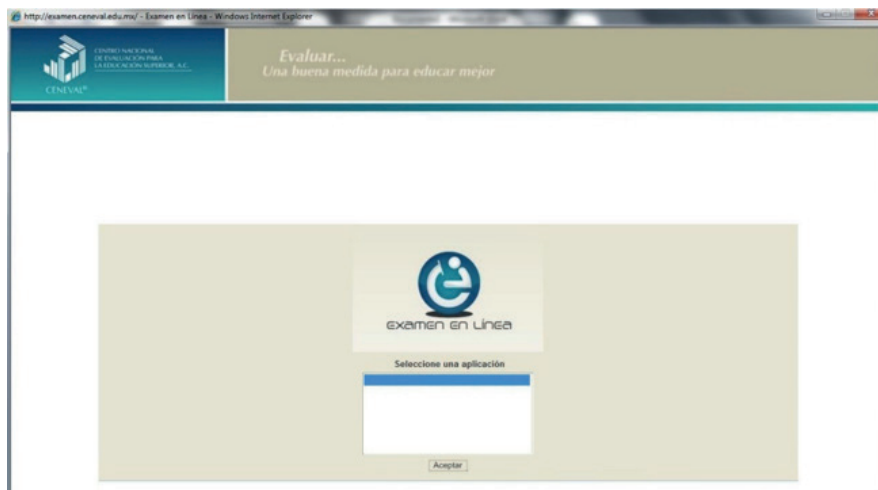 http://examen.ceneval.edu.mx/ - Examen en Línea - Windows Internet Explorer
CENTRO NACIONAL
DE EVALUACIÓN PARA
LA EDUCACIÓN SUPERIOR, A.C.
CENEVAL®
Evaluar...
Una buena medida para educar mejor
examen en Línea
Seleccione una aplicación
Aceptar